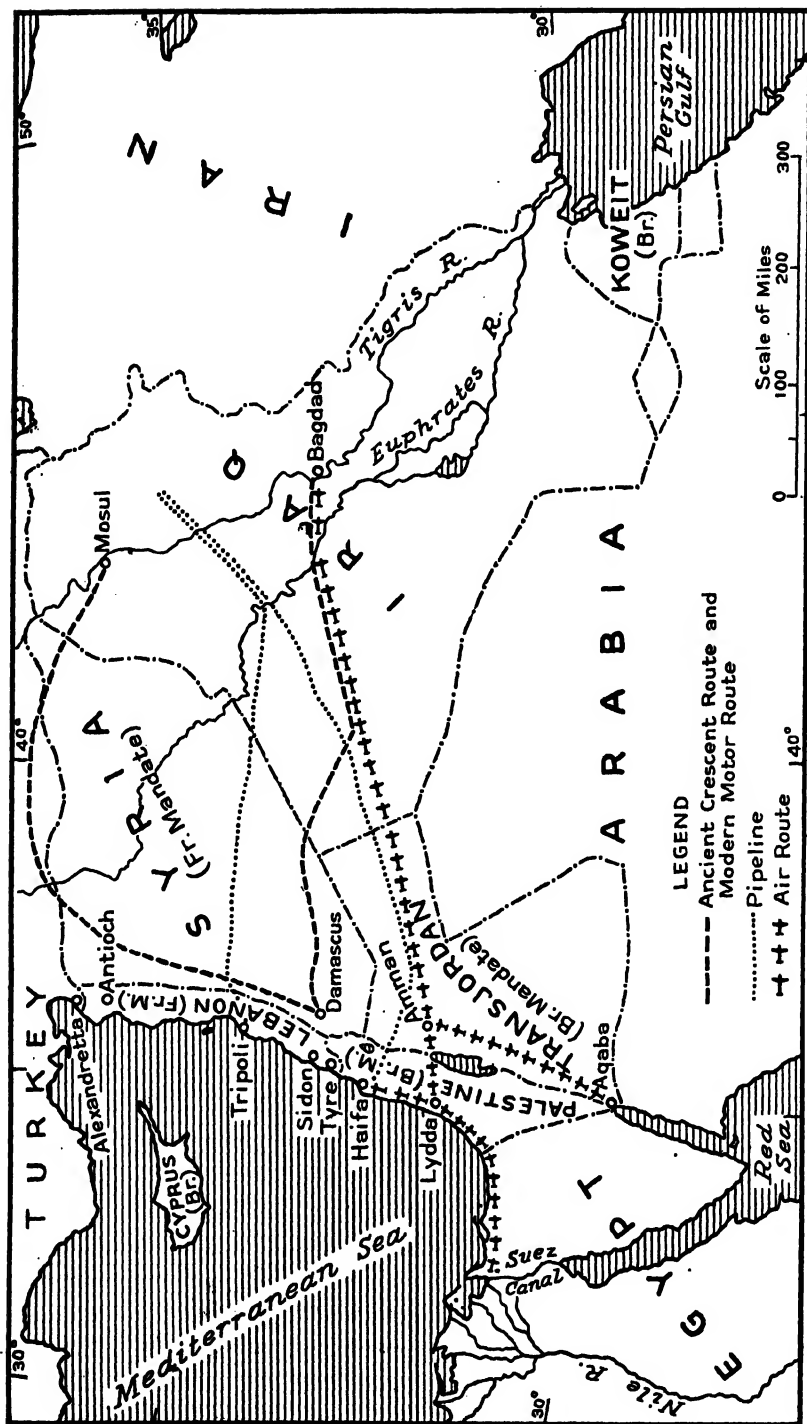 30°
40°
50°
35°
30°
30°
40°
TURKEY
Alexandretta
Antioch
CYPRUS
(Br.)
Mediterranean Sea
SYRIA
(Fr. Mandate)
LEBANON (Fr. M.)
Tripoli
Sidon
Tyre
Haifa
Lydda
Damascus
PALESTINE (Br. M.)
Amman
TRANSJORDAN
(Br. Mandate)
Aqaba
Mosul
IRAQ
Bagdad
Tigris R.
Euphrates R.
IRAN
KOWEIT
(Br.)
Persian
Gulf
ARABIA
EGYPT
Suez
Canal
Nile R.
Red
Sea
LEGEND
Ancient Crescent Route and
Modern Motor Route
Pipeline
Air Route
Scale of Miles
0 100 200 300